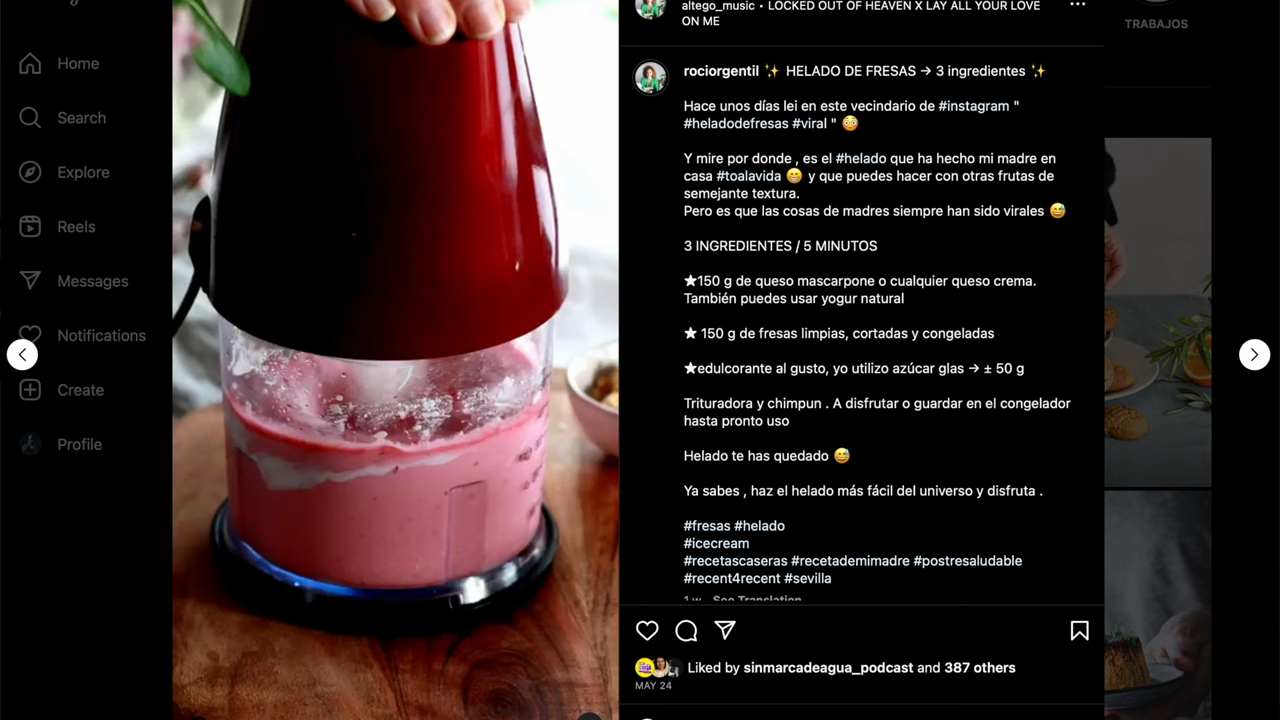 altego_music • LOCKED OUT OF HEAVEN X LAY ALL YOUR LOVE
ON ME
TRABAJOS
Home
Search
Explore
Reels
Messages
Notifications
Create
Profile
rociorgentil ✨ HELADO DE FRESAS → 3 ingredientes ✨
Hace unos días lei en este vecindario de #instagram "
#heladodefresas #viral " 😳
Y mire por donde , es el #helado que ha hecho mi madre en
casa #toalavida 😁 y que puedes hacer con otras frutas de
semejante textura.
Pero es que las cosas de madres siempre han sido virales 😅
3 INGREDIENTES / 5 MINUTOS
★150 g de queso mascarpone o cualquier queso crema.
También puedes usar yogur natural
★ 150 g de fresas limpias, cortadas y congeladas
★edulcorante al gusto, yo utilizo azúcar glas → ± 50 g
Trituradora y chimpun . A disfrutar o guardar en el congelador
hasta pronto uso
Helado te has quedado 😅
Ya sabes , haz el helado más fácil del universo y disfruta .
#fresas #helado
#icecream
#recetascaseras #recetademimadre #postresaludable
#recent4recent #sevilla
1 w See Translation
Liked by sinmarcadeagua_podcast and 387 others
MAY 24